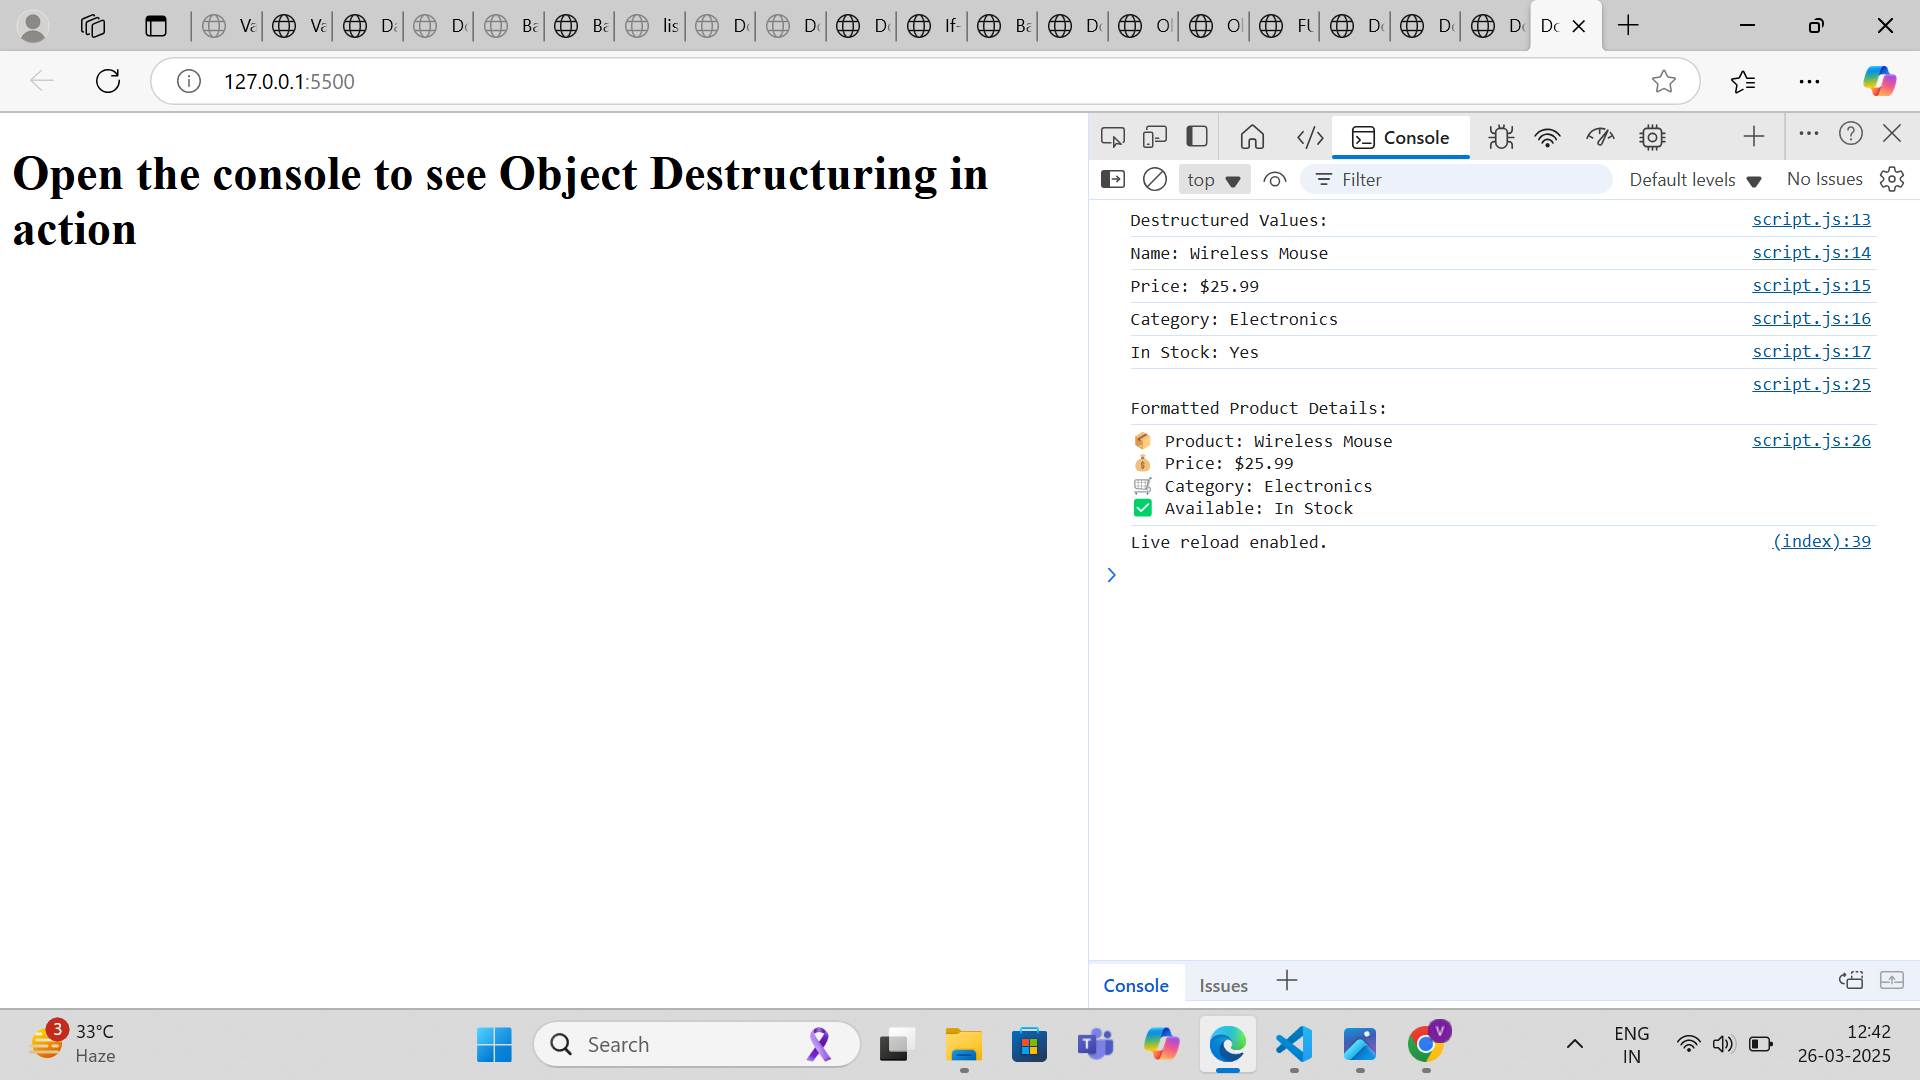 Va
Va
Da
Do
Ba
Ba
lis
Do
Do
Do
If-
Ba
Do
Ol
Ol
FU
Do
Do
Do
Do
127.0.0.1:5500
Open the console to see Object Destructuring in
action
Console
top
Filter
Default levels
No Issues
Destructured Values: script.js:13
Name: Wireless Mouse script.js:14
Price: $25.99 script.js:15
Category: Electronics script.js:16
In Stock: Yes script.js:17
script.js:25
Formatted Product Details:
📦 Product: Wireless Mouse script.js:26
💰 Price: $25.99
🛒 Category: Electronics
✅ Available: In Stock
Live reload enabled. (index):39
Console
Issues
3
33°C
Haze
Search
T
V
ENG
IN
12:42
26-03-2025